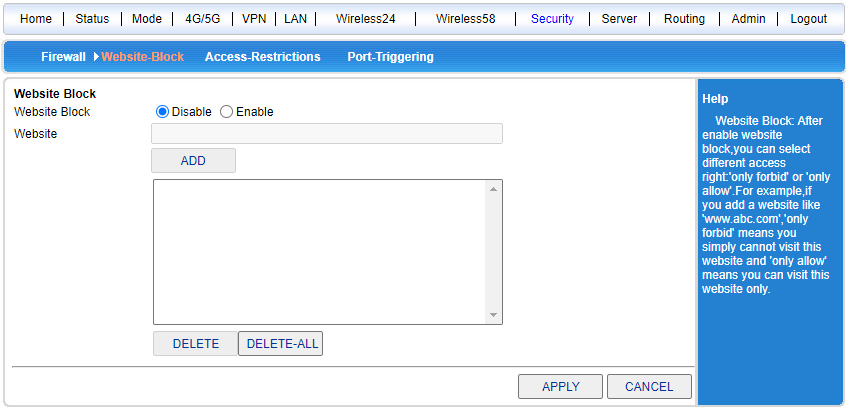 Home Status Mode 4G/5G VPN LAN Wireless24 Wireless58 Security Server Routing Admin Logout
Firewall Website-Block Access-Restrictions Port-Triggering
Website Block
Website Block Disable Enable
Website
ADD
DELETE DELETE-ALL
APPLY CANCEL
Help
Website Block: After
enable website
block,you can select
different access
right:'only forbid' or 'only
allow'.For example,if
you add a website like
'www.abc.com','only
forbid' means you
simply cannot visit this
website and 'only allow'
means you can visit this
website only.